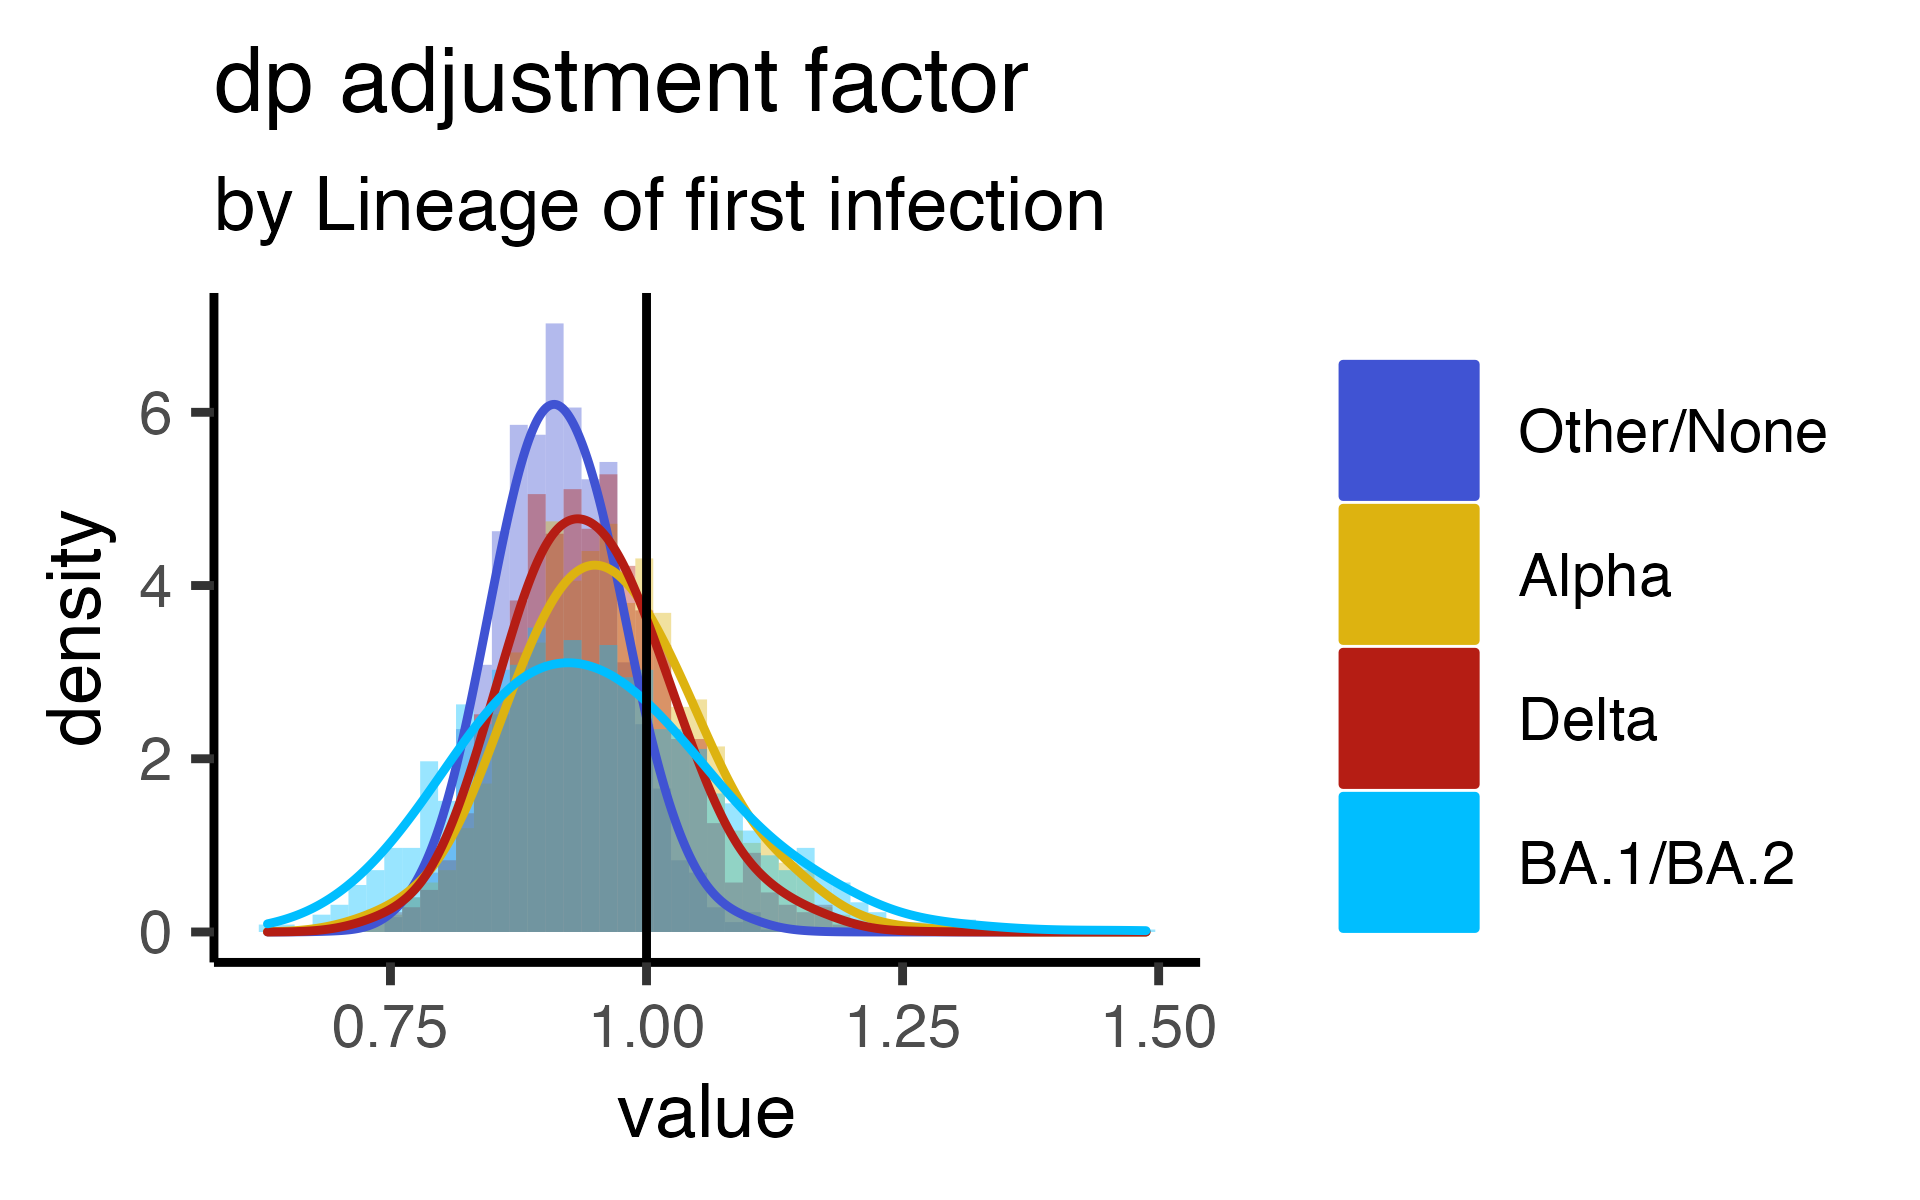 dp adjustment factor
by Lineage of first infection
density
6
4
2
0
0.75 1.00 1.25 1.50
value
Other/None
Alpha
Delta
BA.1/BA.2